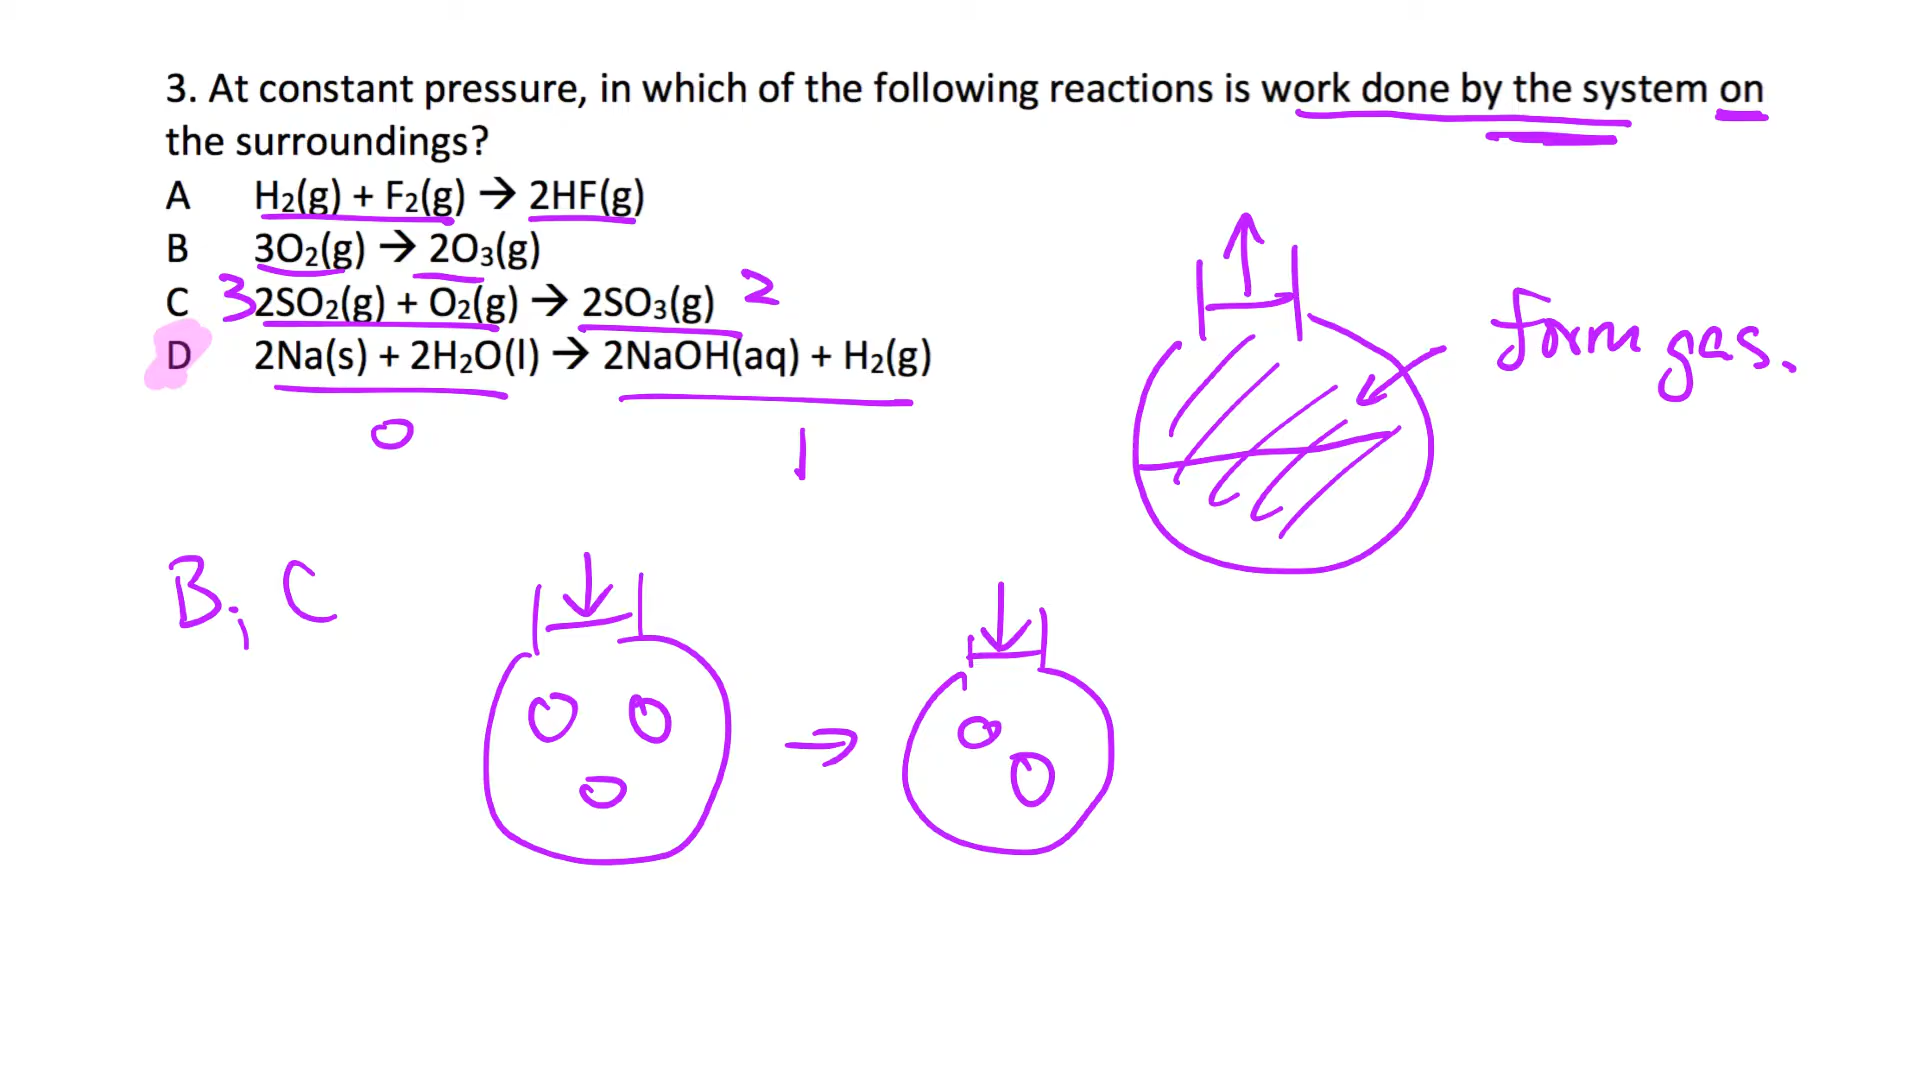 3. At constant pressure, in which of the following reactions is work done by the system on
the surroundings?
A H₂(g) + F₂(g) → 2HF(g)
B 3O₂(g) → 2O₃(g)
C 3 2SO₂(g) + O₂(g) → 2SO₃(g) 2
D 2Na(s) + 2H₂O(l) → 2NaOH(aq) + H₂(g)
0 1
form gas.
B, C